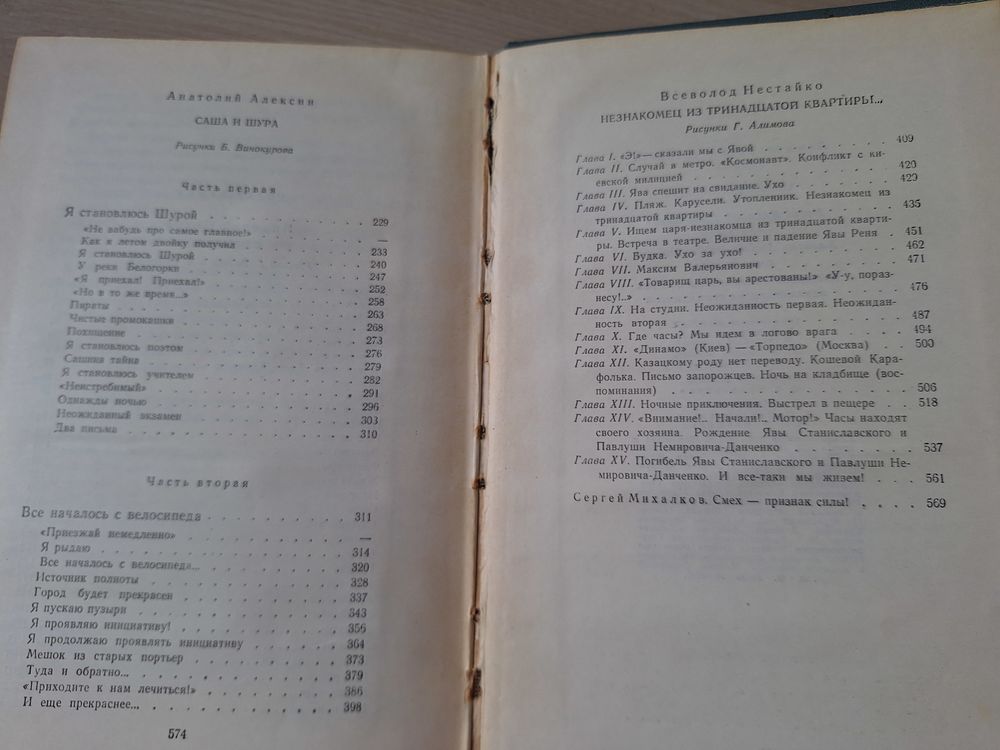 Анатолий Алексин
САША И ШУРА
Рисунки Б. Винокурова
Часть первая
Я становлюсь Шурой . . . . . . . . . . 229
«Не забудь про самое главное!» . . . . . . —
Как я летом двойку получил . . . . . . 233
Я становлюсь Шурой . . . . . . . . 240
У реки Белогорки . . . . . . . . 247
«Я приехал! Приехал!» . . . . . . . 252
«Но в то же время...» . . . . . . . 258
Пираты . . . . . . . . . . 263
Чистые промокашки . . . . . . . . 268
Похищение . . . . . . . . . . 273
Я становлюсь поэтом . . . . . . . . 276
Сашина тайна . . . . . . . . . 279
Я становлюсь учителем . . . . . . . 282
«Неистребимый» . . . . . . . . . 291
Однажды ночью . . . . . . . . . 296
Неожиданный экзамен . . . . . . . . 303
Два письма . . . . . . . . . . 310
Часть вторая
Все началось с велосипеда . . . . . . . . 311
«Приезжай немедленно» . . . . . . . . —
Я рыдаю . . . . . . . . . . . 314
Все началось с велосипеда... . . . . . . . 320
Источник полноты . . . . . . . . . 328
Город будет прекрасен . . . . . . . . 337
Я пускаю пузыри . . . . . . . . . 343
Я проявляю инициативу! . . . . . . . . 356
Я продолжаю проявлять инициативу . . . . . 364
Мешок из старых портьер . . . . . . . . 373
Туда и обратно... . . . . . . . . . 379
«Приходите к нам лечиться!» . . . . . . . 386
И еще прекраснее... . . . . . . . . . 398
574
Всеволод Нестайко
НЕЗНАКОМЕЦ ИЗ ТРИНАДЦАТОЙ КВАРТИРЫ...
Рисунки Г. Алимова
Глава I. «Э!» — сказали мы с Явой . . . . . . 409
Глава II. Случай в метро. «Космонавт». Конфликт с ки-
евской милицией . . . . . . . . . 420
Глава III. Ява спешит на свидание. Ухо . . . . . 429
Глава IV. Пляж. Карусели. Утопленник. Незнакомец из
тринадцатой квартиры . . . . . . . . 435
Глава V. Ищем царя-незнакомца из тринадцатой кварти-
ры. Встреча в театре. Величие и падение Явы Реня . 451
Глава VI. Будка. Ухо за ухо! . . . . . . . 462
Глава VII. Максим Валерьянович . . . . . . 471
Глава VIII. «Товарищ царь, вы арестованы!» «У-у, пораз-
несу!..» . . . . . . . . . . . 476
Глава IX. На студии. Неожиданность первая. Неожидан-
ность вторая . . . . . . . . . . 487
Глава X. Где часы? Мы идем в логово врага . . . . 494
Глава XI. «Динамо» (Киев) — «Торпедо» (Москва) . . 500
Глава XII. Казацкому роду нет переводу. Кошевой Кара-
фолька. Письмо запорожцев. Ночь на кладбище (вос-
поминания) . . . . . . . . . . 506
Глава XIII. Ночные приключения. Выстрел в пещере . . 518
Глава XIV. «Внимание!.. Начали!.. Мотор!» Часы находят
своего хозяина. Рождение Явы Станиславского и
Павлуши Немировича-Данченко . . . . . . 537
Глава XV. Погибель Явы Станиславского и Павлуши Не-
мировича-Данченко. И все-таки мы живем! . . . 561
Сергей Михалков. Смех — признак силы! . . . . 569